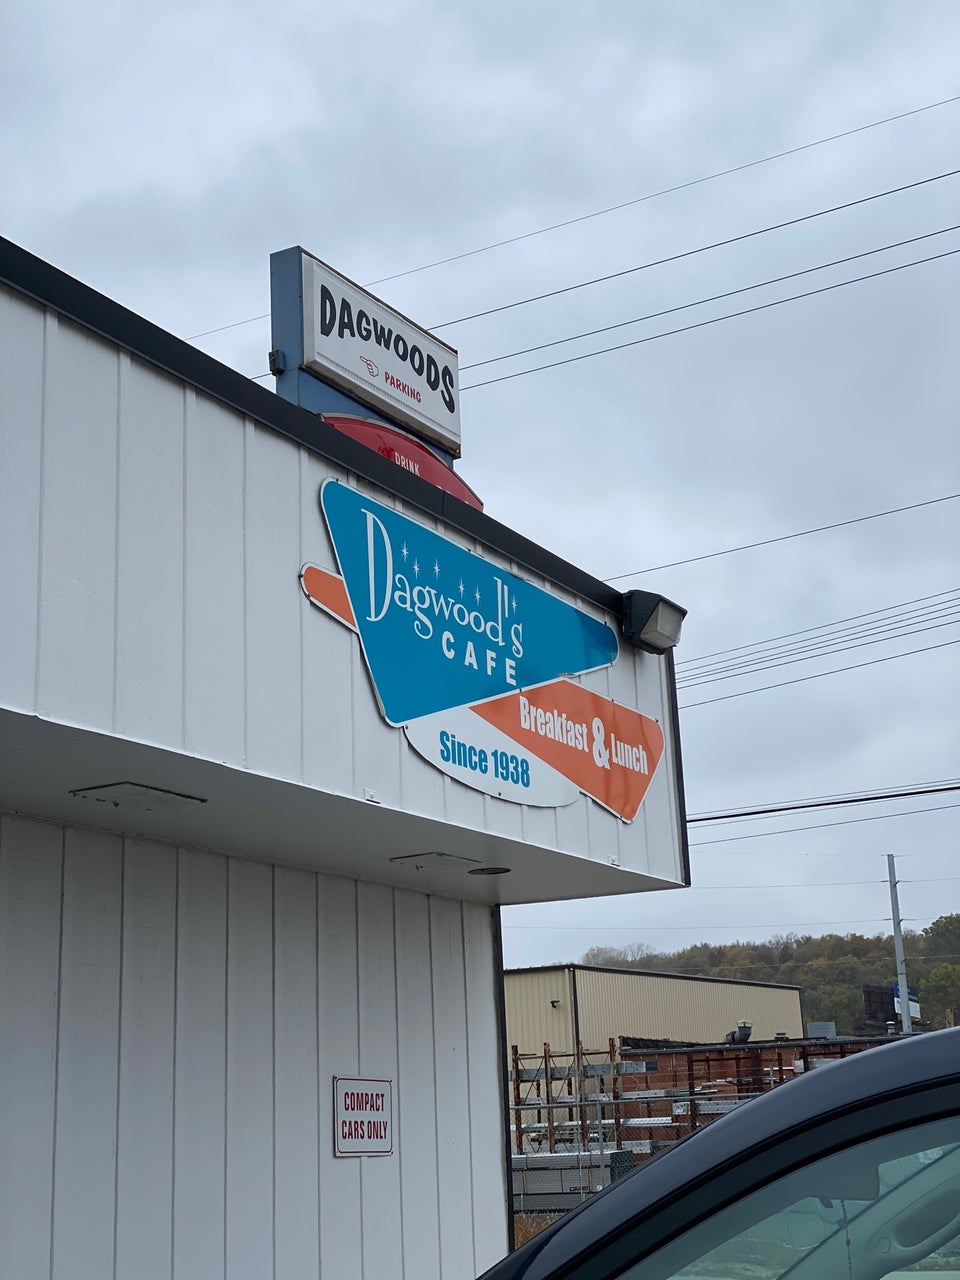 DAGWOODS
PARKING
DRINK
Dagwood's
CAFE
Breakfast & Lunch
Since 1938
COMPACT
CARS ONLY